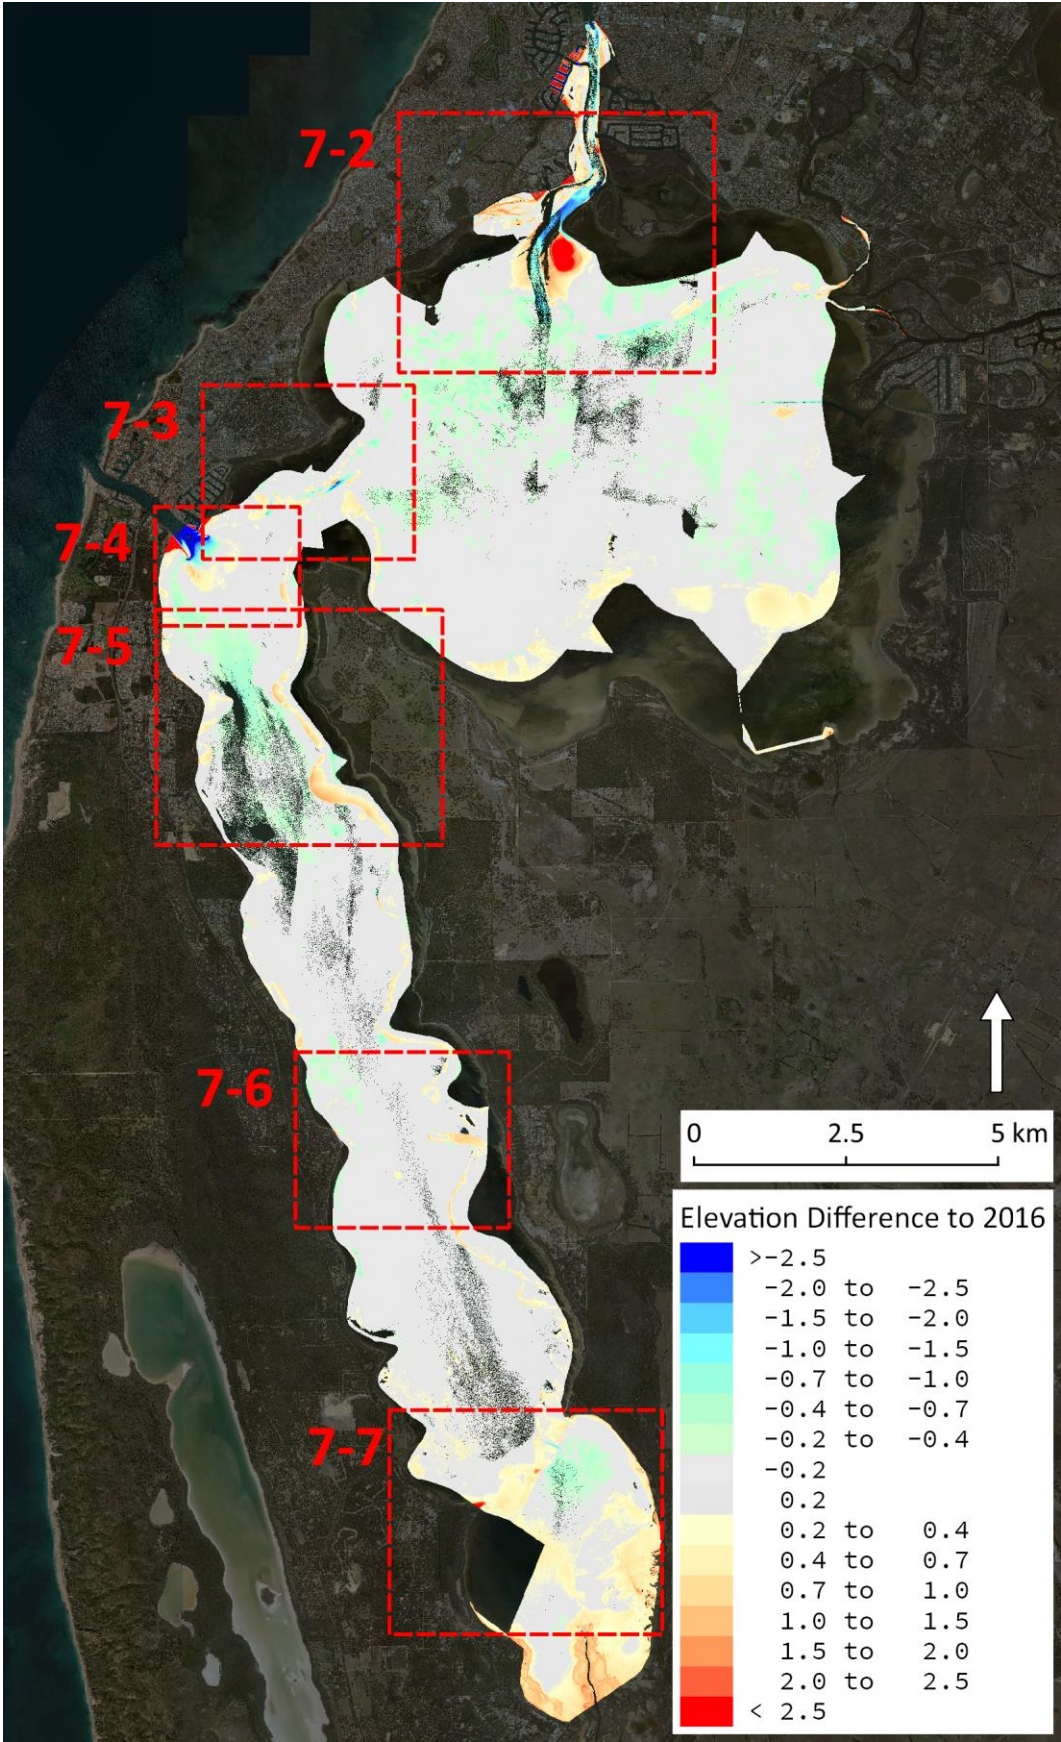 7-2
7-3
7-4
7-5
7-6
7-7
0 2.5 5 km
Elevation Difference to 2016
>-2.5
-2.0 to -2.5
-1.5 to -2.0
-1.0 to -1.5
-0.7 to -1.0
-0.4 to -0.7
-0.2 to -0.4
-0.2
0.2
0.2 to 0.4
0.4 to 0.7
0.7 to 1.0
1.0 to 1.5
1.5 to 2.0
2.0 to 2.5
< 2.5